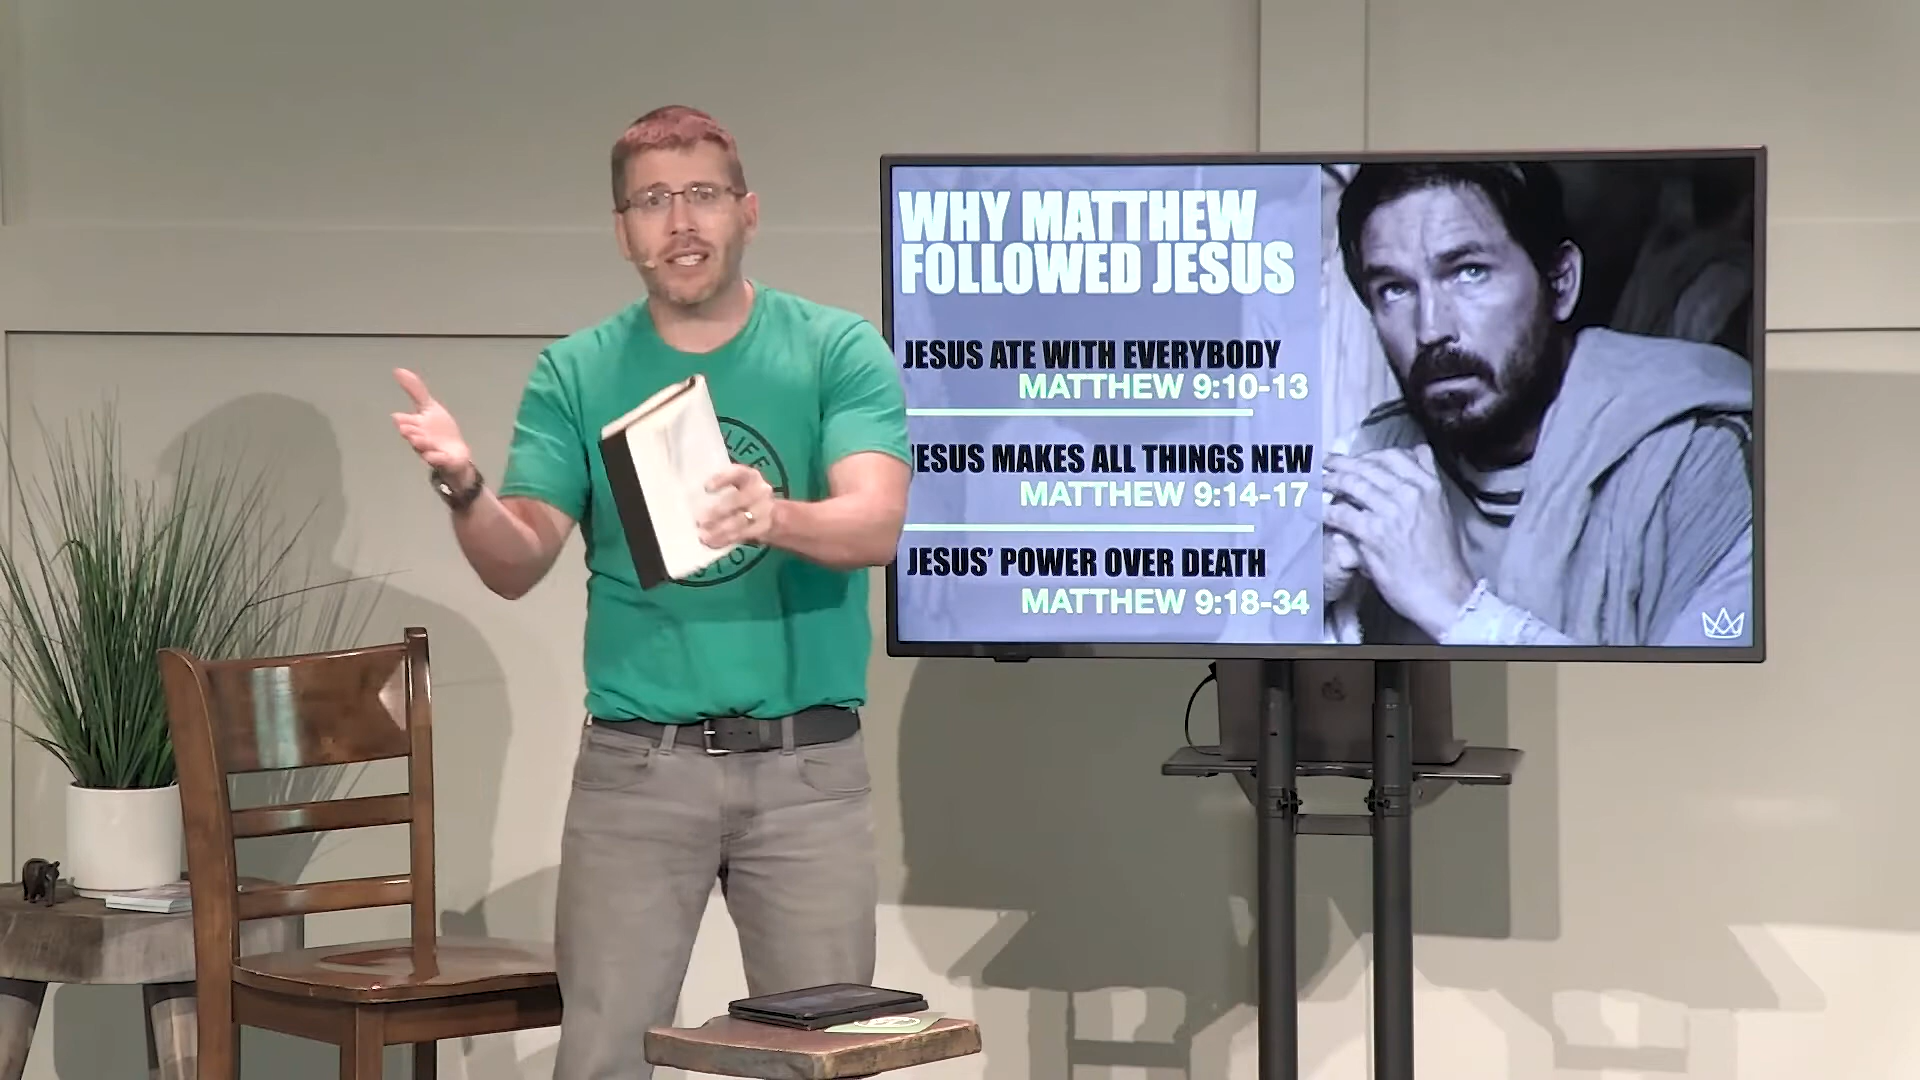 WHY MATTHEW
FOLLOWED JESUS
JESUS ATE WITH EVERYBODY
MATTHEW 9:10-13
JESUS MAKES ALL THINGS NEW
MATTHEW 9:14-17
JESUS' POWER OVER DEATH
MATTHEW 9:18-34
LIFE